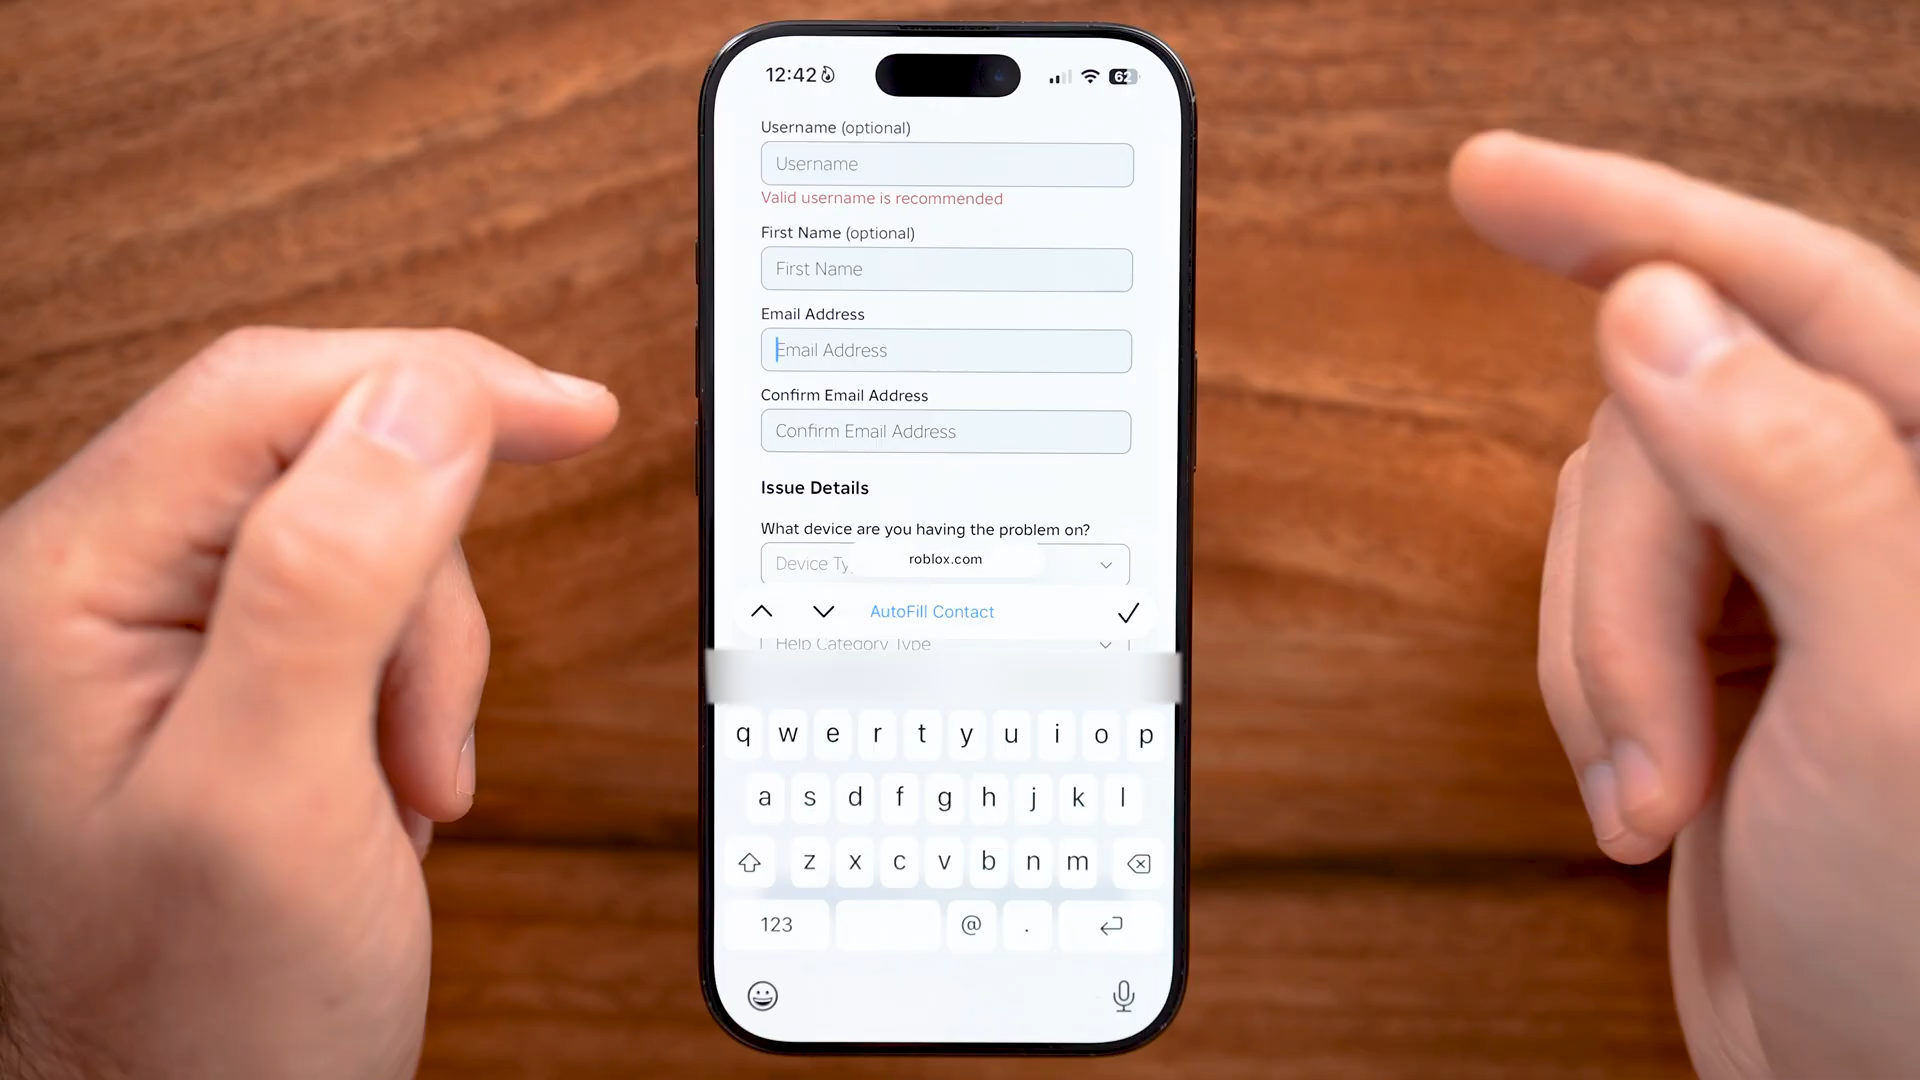 12:42
62
Username (optional)
Username
Valid username is recommended
First Name (optional)
First Name
Email Address
Email Address
Confirm Email Address
Confirm Email Address
Issue Details
What device are you having the problem on?
Device Ty
roblox.com
AutoFill Contact
Help Category Type
q w e r t y u i o p
a s d f g h j k l
z x c v b n m
123 @ .